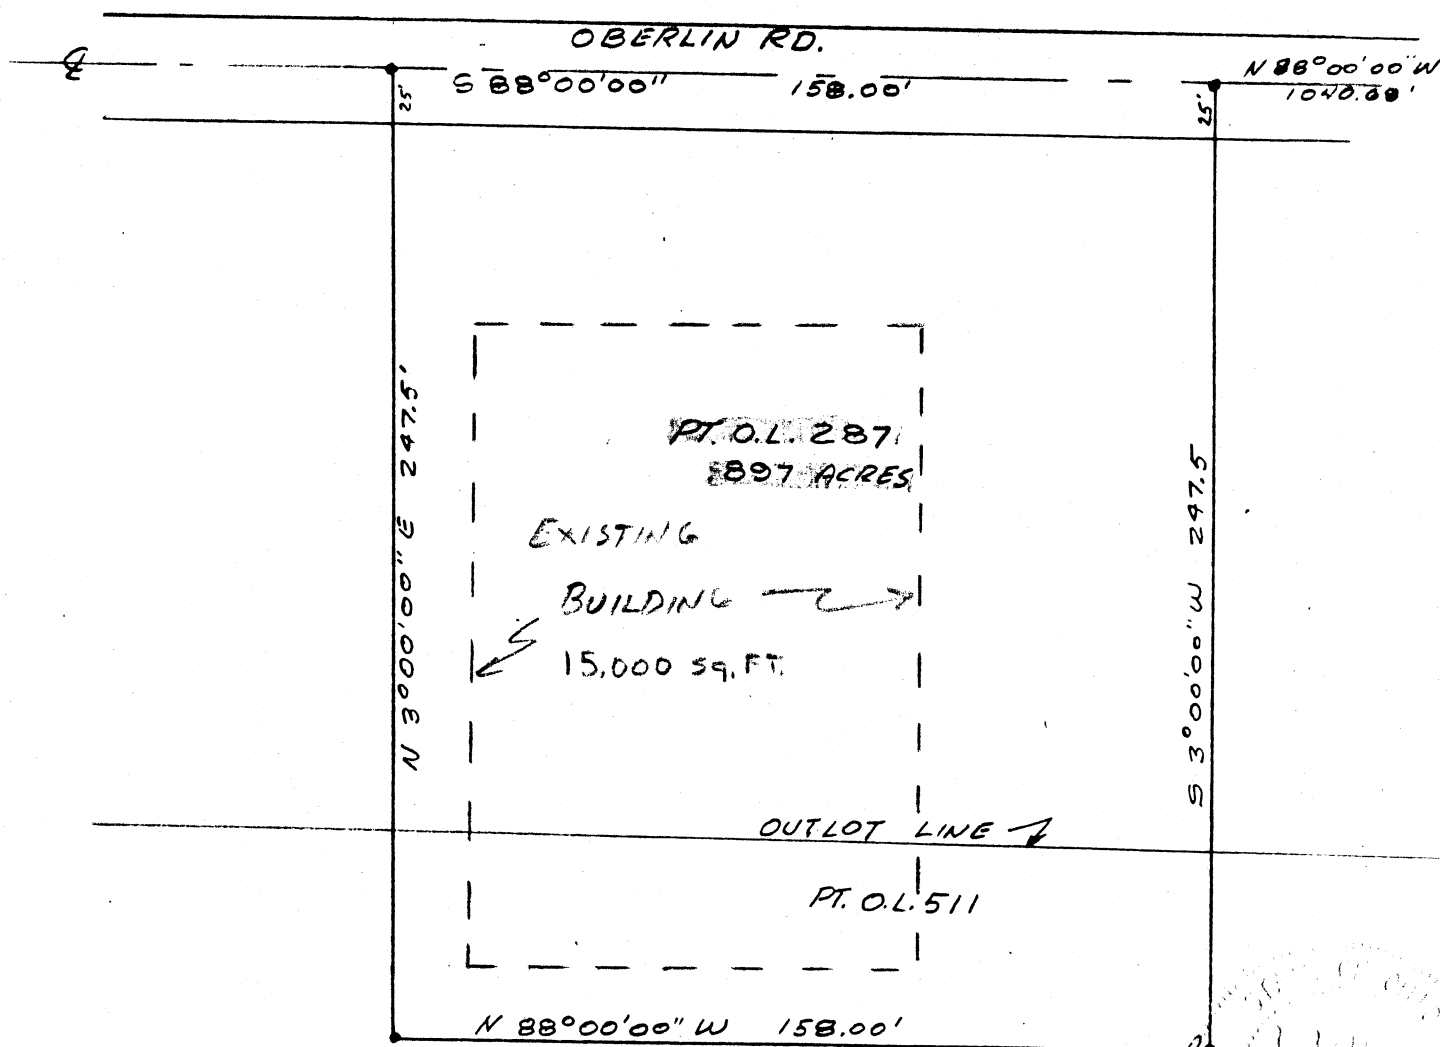 OBERLIN RD.
S 88°00'00" 158.00'
N 88°00'00" W
25'
25'
N 3°00'00" E 247.5'
S 3°00'00" W 247.5
PT. O.L. 287
.897 ACRES
EXISTING
BUILDING
15,000 Sq. FT.
OUTLOT LINE
PT. O.L. 511
N 88°00'00" W 158.00'